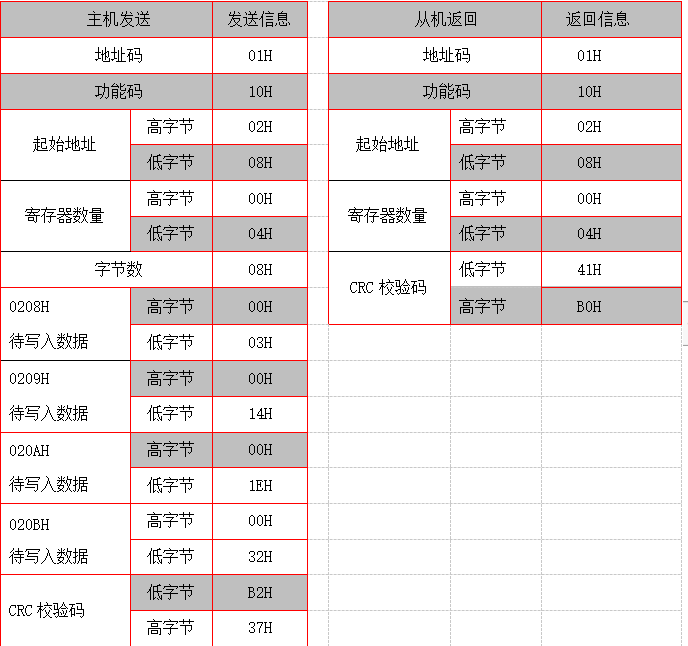 主机发送 发送信息
地址码 01H
功能码 10H
起始地址 高字节 02H
低字节 08H
寄存器数量 高字节 00H
低字节 04H
字节数 08H
0208H 高字节 00H
待写入数据 低字节 03H
0209H 高字节 00H
待写入数据 低字节 14H
020AH 高字节 00H
待写入数据 低字节 1EH
020BH 高字节 00H
待写入数据 低字节 32H
CRC 校验码 低字节 B2H
高字节 37H
从机返回 返回信息
地址码 01H
功能码 10H
起始地址 高字节 02H
低字节 08H
寄存器数量 高字节 00H
低字节 04H
CRC 校验码 低字节 41H
高字节 B0H